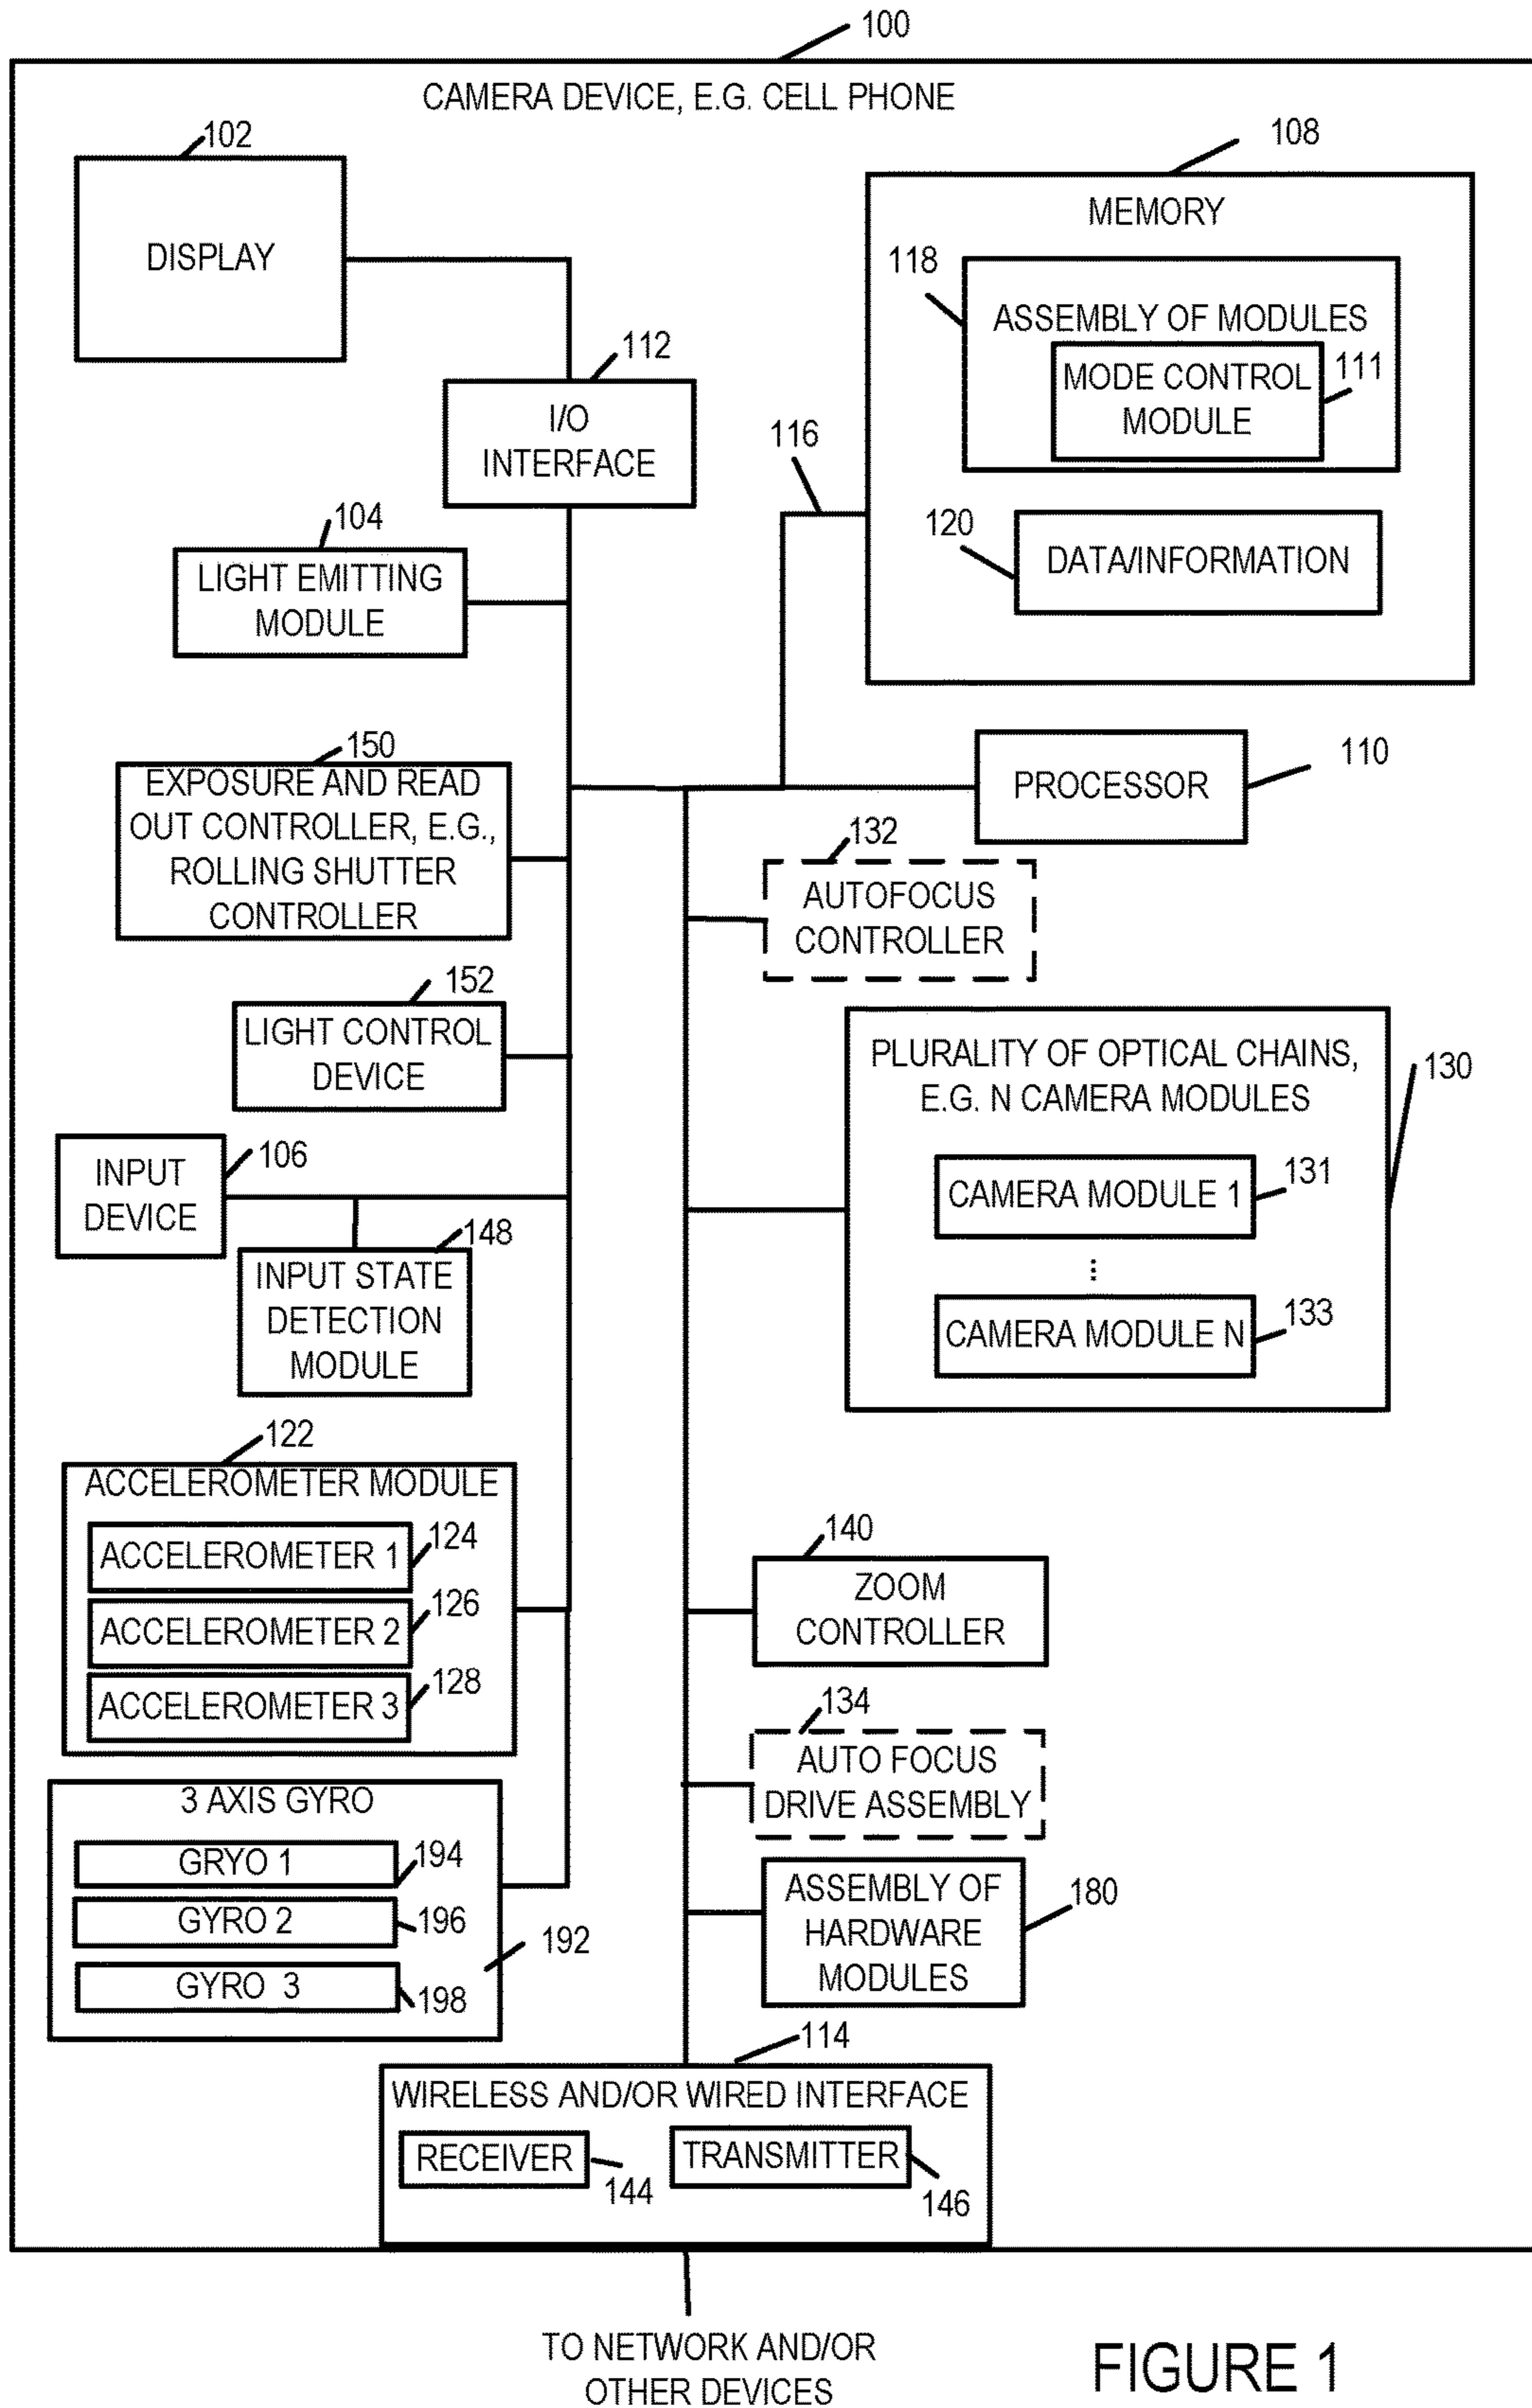 100
CAMERA DEVICE, E.G. CELL PHONE
102
DISPLAY
108
MEMORY
118
ASSEMBLY OF MODULES
MODE CONTROL
MODULE
111
120
DATA/INFORMATION
112
I/O
INTERFACE
116
104
LIGHT EMITTING
MODULE
150
EXPOSURE AND READ
OUT CONTROLLER, E.G.,
ROLLING SHUTTER
CONTROLLER
PROCESSOR
110
132
AUTOFOCUS
CONTROLLER
152
LIGHT CONTROL
DEVICE
PLURALITY OF OPTICAL CHAINS,
E.G. N CAMERA MODULES
130
CAMERA MODULE 1
131
...
CAMERA MODULE N
133
INPUT
DEVICE
106
148
INPUT STATE
DETECTION
MODULE
122
ACCELEROMETER MODULE
ACCELEROMETER 1
124
ACCELEROMETER 2
126
ACCELEROMETER 3
128
140
ZOOM
CONTROLLER
134
AUTO FOCUS
DRIVE ASSEMBLY
3 AXIS GYRO
GRYO 1
194
GYRO 2
196
192
GYRO 3
198
ASSEMBLY OF
HARDWARE
MODULES
180
114
WIRELESS AND/OR WIRED INTERFACE
RECEIVER
144
TRANSMITTER
146
TO NETWORK AND/OR
OTHER DEVICES
FIGURE 1